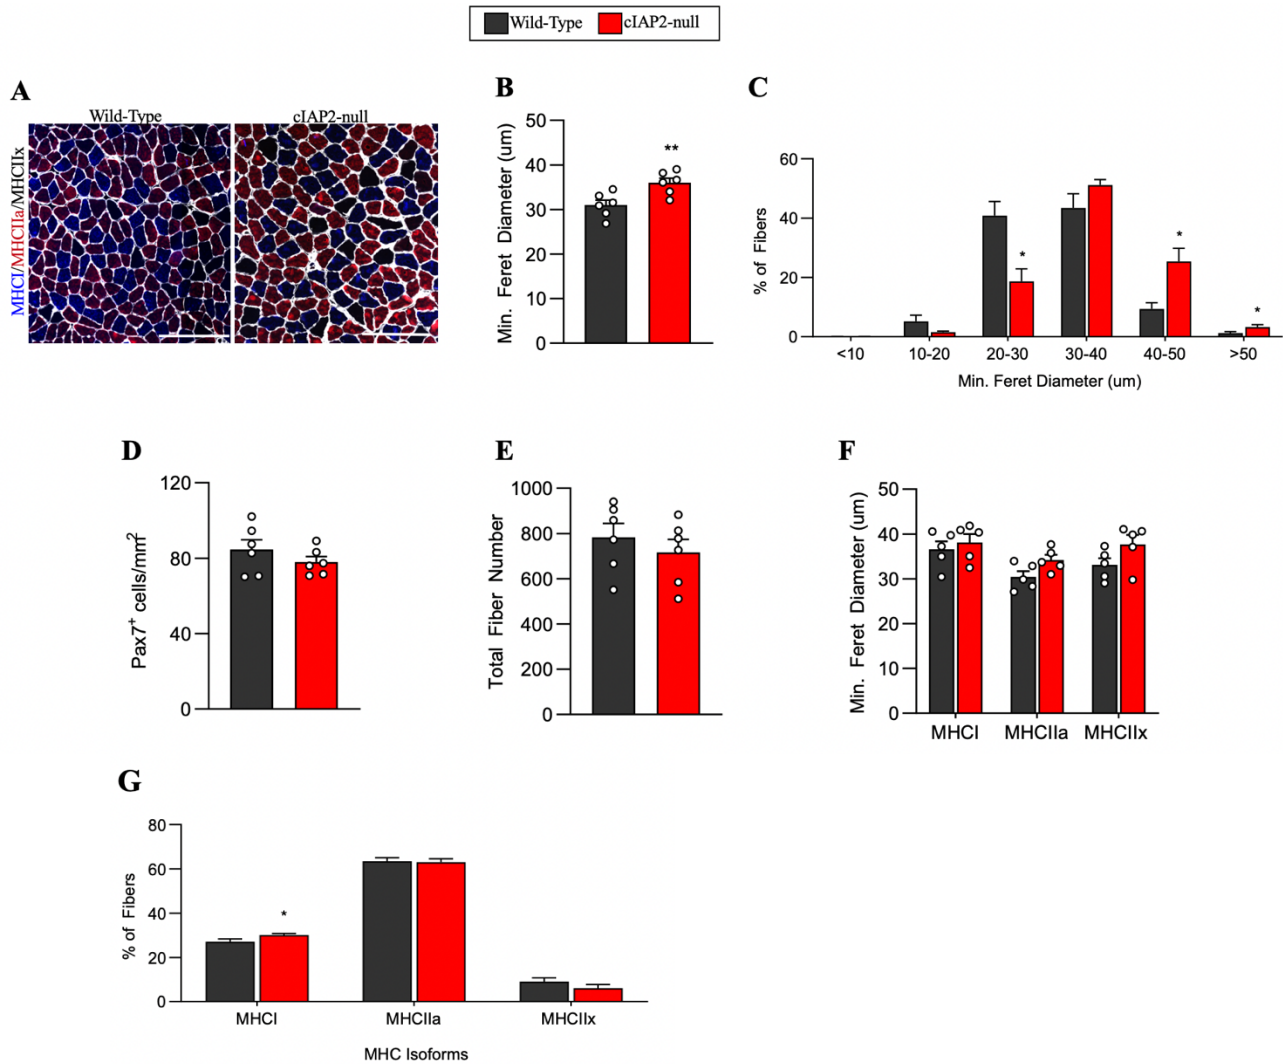 Wild-Type cIAP2-null
A
Wild-Type cIAP2-null
MHCI/MHCIIa/MHCIIx
B
Min. Feret Diameter (um)
50
40
30
20
10
0
**
C
% of Fibers
60
40
20
0
*
*
*
<10 10-20 20-30 30-40 40-50 >50
Min. Feret Diameter (um)
D
Pax7+ cells/mm2
120
80
40
0
E
Total Fiber Number
1000
800
600
400
200
0
F
Min. Feret Diameter (um)
50
40
30
20
10
0
MHCI MHCIIa MHCIIx
G
% of Fibers
80
60
40
20
0
*
MHCI MHCIIa MHCIIx
MHC Isoforms